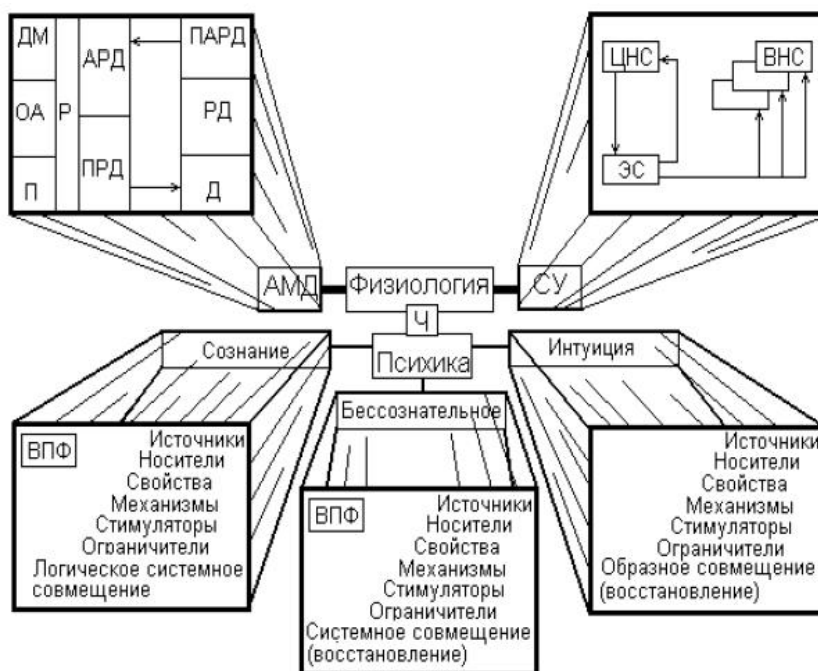 ДМ
ОА
П
Р
АРД
ПРД
ПАРД
РД
Д
ЦНС
ВНС
ЭС
АМД
Физиология
СУ
Ч
Сознание
Психика
Интуиция
Бессознательное
ВПФ
Источники
Носители
Свойства
Механизмы
Стимуляторы
Ограничители
Логическое системное
совмещение
ВПФ
Источники
Носители
Свойства
Механизмы
Стимуляторы
Ограничители
Системное совмещение
(восстановление)
Источники
Носители
Свойства
Механизмы
Стимуляторы
Ограничители
Образное совмещение
(восстановление)